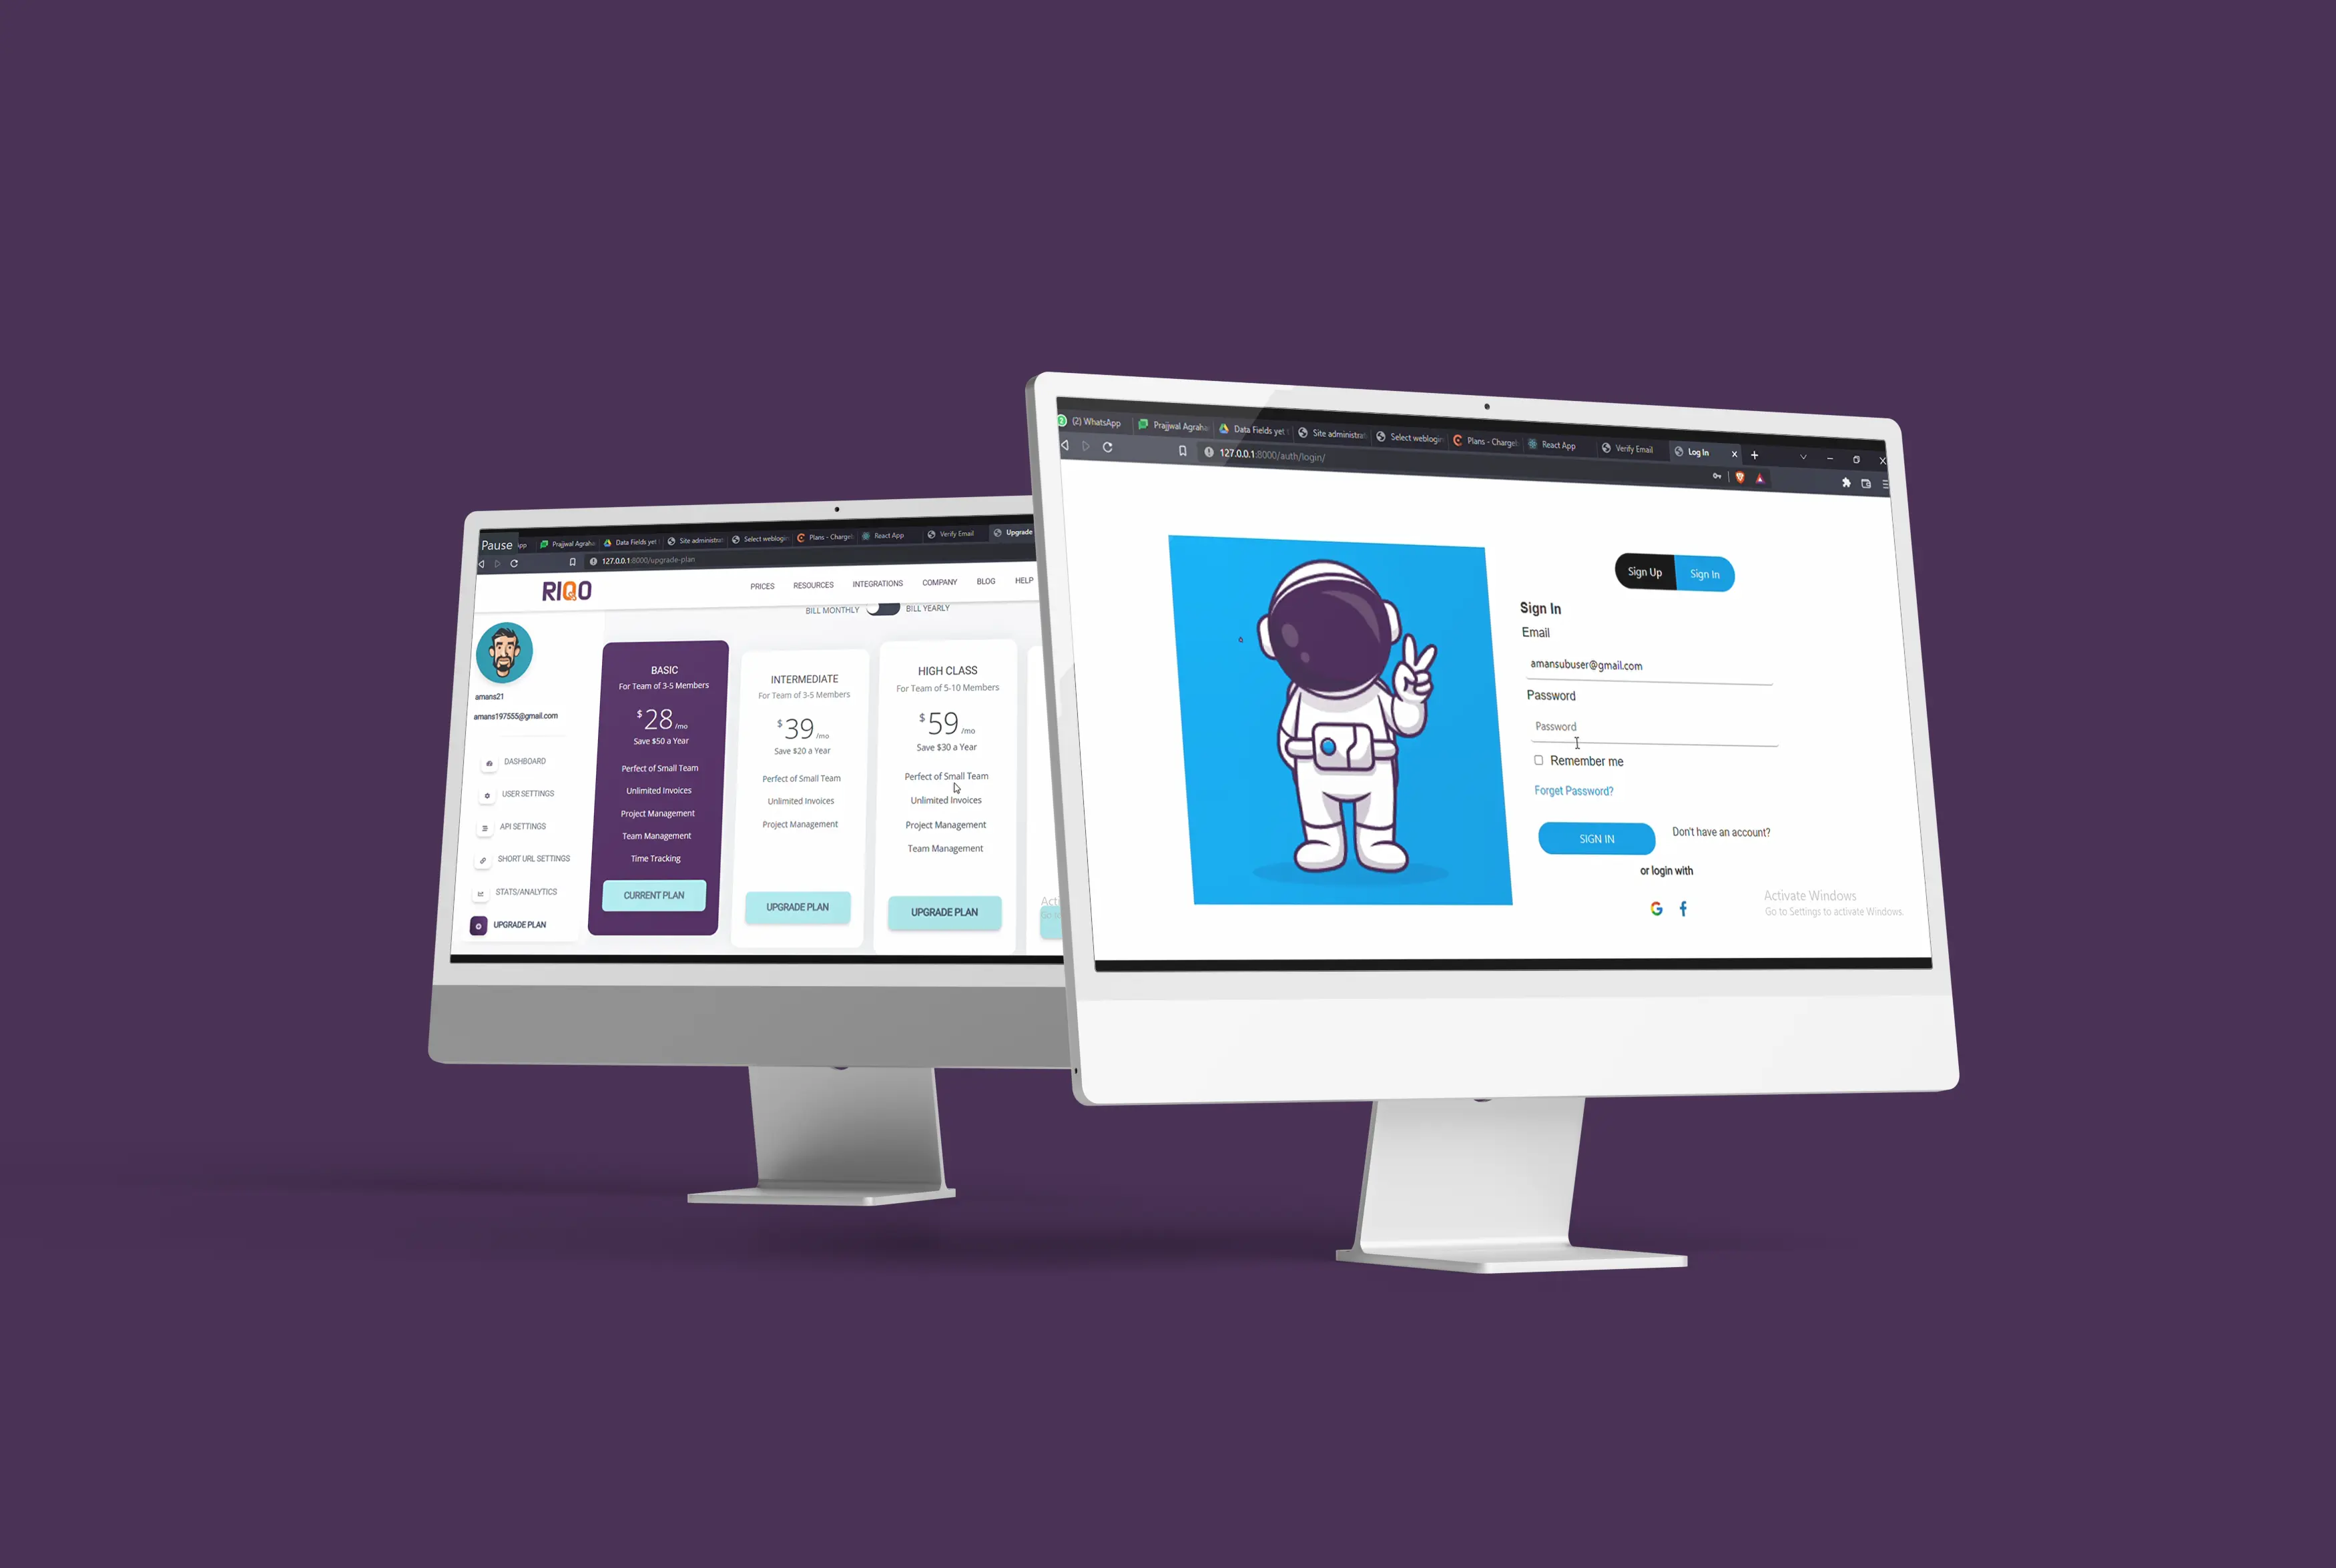 Pause
pp
Prajjwal Agraha
Data Fields yet
Site administrat
Select weblogin
Plans - Chargeb
React App
Verify Email
Upgrade
127.0.0.1:8000/upgrade-plan
RIQO
PRICES
RESOURCES
INTEGRATIONS
COMPANY
BLOG
HELP
BILL MONTHLY
BILL YEARLY
amans21
amans197555@gmail.com
DASHBOARD
USER SETTINGS
API SETTINGS
SHORT URL SETTINGS
STATS/ANALYTICS
UPGRADE PLAN
BASIC
For Team of 3-5 Members
$28 /mo
Save $50 a Year
Perfect of Small Team
Unlimited Invoices
Project Management
Team Management
Time Tracking
CURRENT PLAN
INTERMEDIATE
For Team of 3-5 Members
$39 /mo
Save $20 a Year
Perfect of Small Team
Unlimited Invoices
Project Management
UPGRADE PLAN
HIGH CLASS
For Team of 5-10 Members
$59 /mo
Save $30 a Year
Perfect of Small Team
Unlimited Invoices
Project Management
Team Management
UPGRADE PLAN
Acti
(2) WhatsApp
Prajjwal Agraha
Data Fields yet
Site administrat
Select weblogin
Plans - Chargeb
React App
Verify Email
Log In
127.0.0.1:8000/auth/login/
Sign Up
Sign In
Sign In
Email
amansubuser@gmail.com
Password
Password
Remember me
Forget Password?
SIGN IN
Don't have an account?
or login with
Activate Windows
Go to Settings to activate Windows.